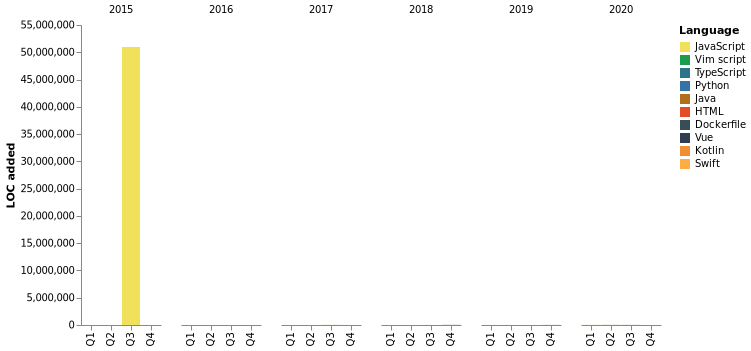 2015 2016 2017 2018 2019 2020
LOC added
55,000,000
50,000,000
45,000,000
40,000,000
35,000,000
30,000,000
25,000,000
20,000,000
15,000,000
10,000,000
5,000,000
0
Q1 Q2 Q3 Q4 Q1 Q2 Q3 Q4 Q1 Q2 Q3 Q4 Q1 Q2 Q3 Q4 Q1 Q2 Q3 Q4 Q1 Q2 Q3 Q4
Language
JavaScript
Vim script
TypeScript
Python
Java
HTML
Dockerfile
Vue
Kotlin
Swift